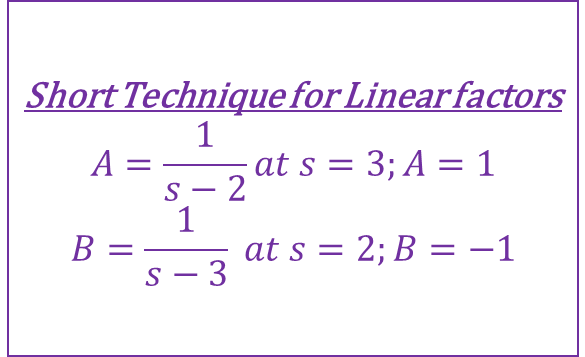 Short Technique for Linear factors
A = 1/(s − 2) at s = 3; A = 1
B = 1/(s − 3) at s = 2; B = −1